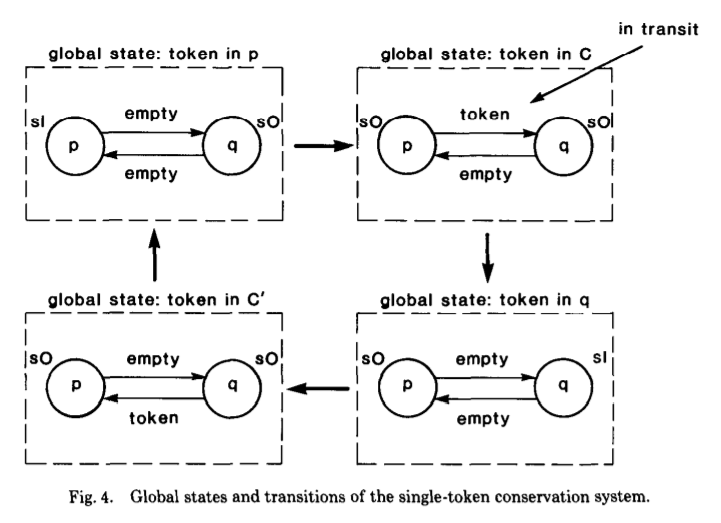 in transit
global state: token in p
global state: token in C
sI
empty
sO
p
q
empty
sO
token
sO
p
q
empty
global state: token in C′
global state: token in q
sO
empty
sO
p
q
token
sO
empty
sI
p
q
empty
Fig. 4. Global states and transitions of the single-token conservation system.